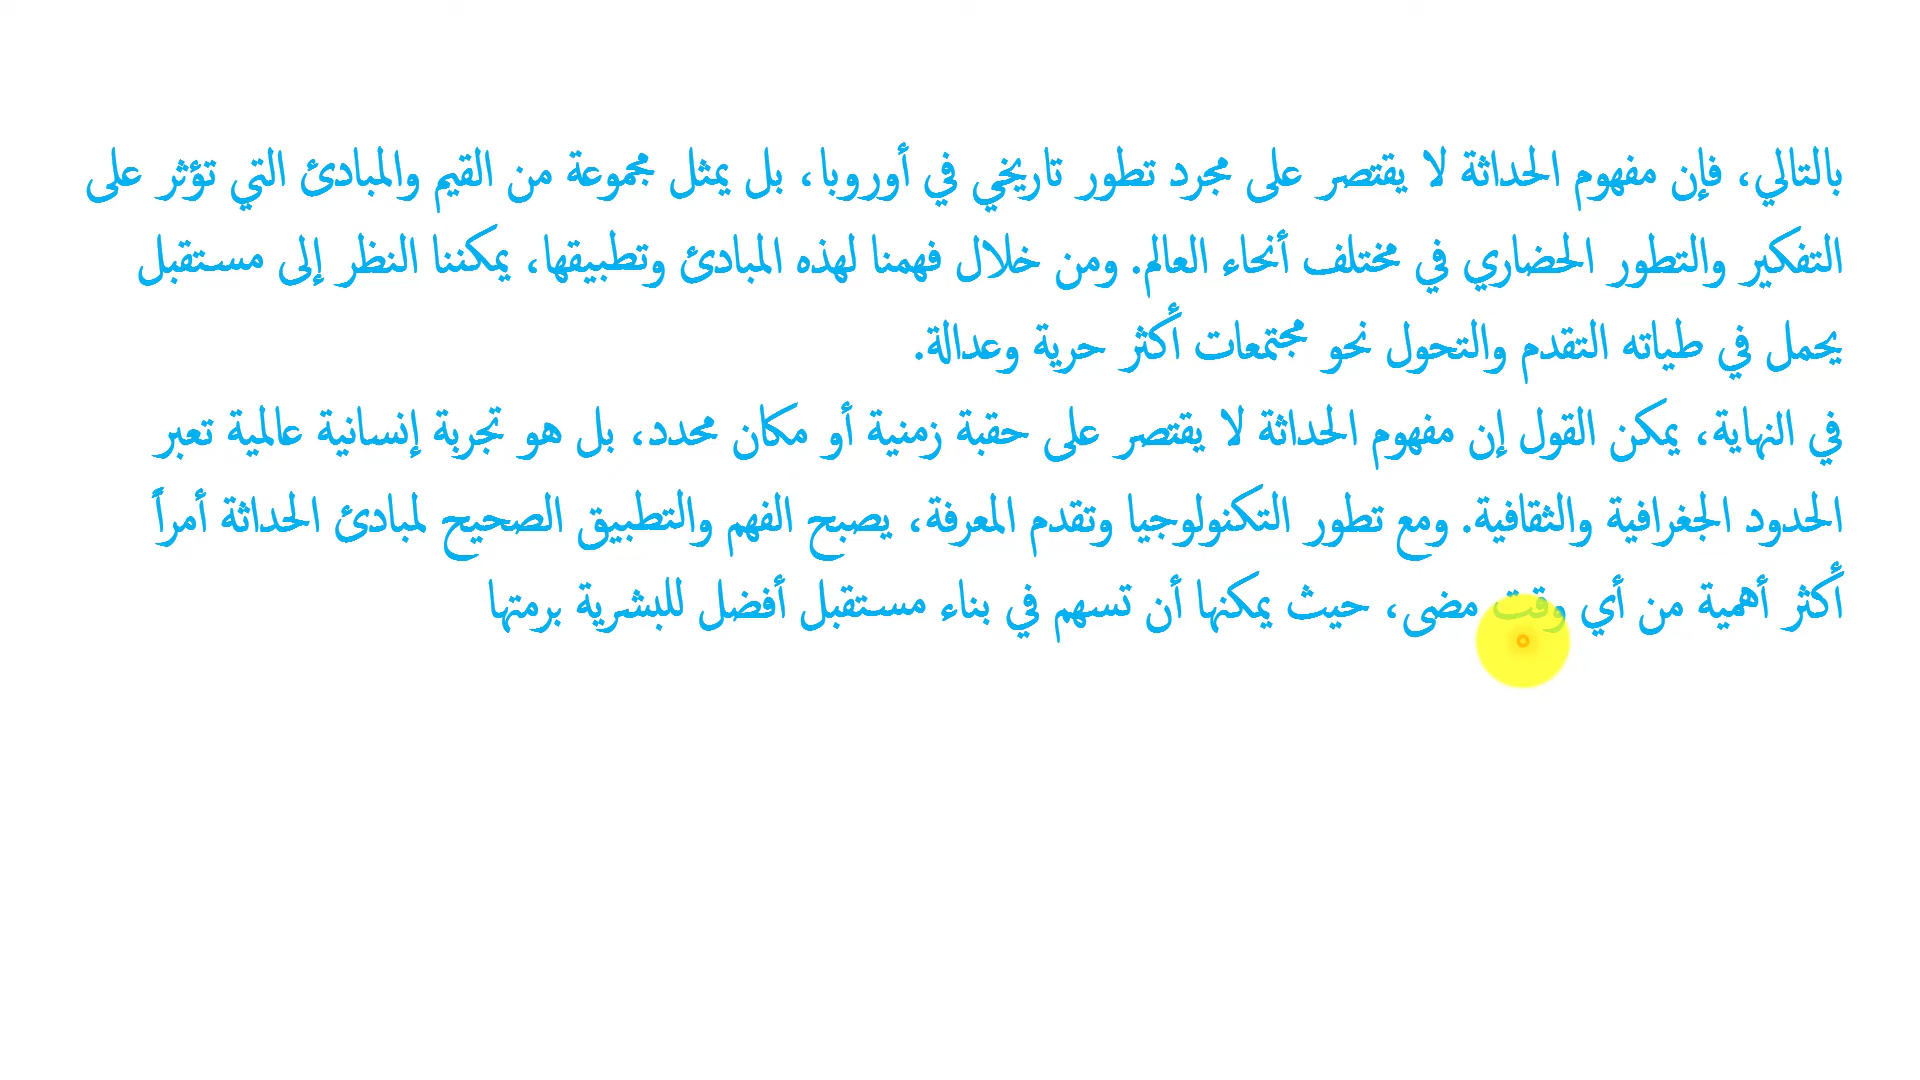 بالتالي، فإن مفهوم الحداثة لا يقتصر على مجرد تطور تاريخي في أوروبا، بل يمثل مجموعة من القيم والمبادئ التي تؤثر على
التفكير والتطور الحضاري في مختلف أنحاء العالم. ومن خلال فهمنا لهذه المبادئ وتطبيقها، يمكننا النظر إلى مستقبل
يحمل في طياته التقدم والتحول نحو مجتمعات أكثر حرية وعدالة.
في النهاية، يمكن القول إن مفهوم الحداثة لا يقتصر على حقبة زمنية أو مكان محدد، بل هو تجربة إنسانية عالمية تعبر
الحدود الجغرافية والثقافية. ومع تطور التكنولوجيا وتقدم المعرفة، يصبح الفهم والتطبيق الصحيح لمبادئ الحداثة أمراً
أكثر أهمية من أي وقت مضى، حيث يمكنها أن تسهم في بناء مستقبل أفضل للبشرية برمتها